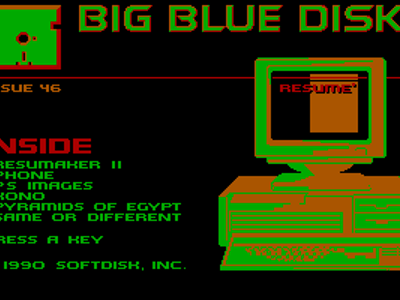 BIG BLUE DISK
SSUE 46
RESUME'
NSIDE
RESUMAKER II
PHONE
PS IMAGES
XONO
PYRAMIDS OF EGYPT
SAME OR DIFFERENT
RESS A KEY
1990 SOFTDISK, INC.